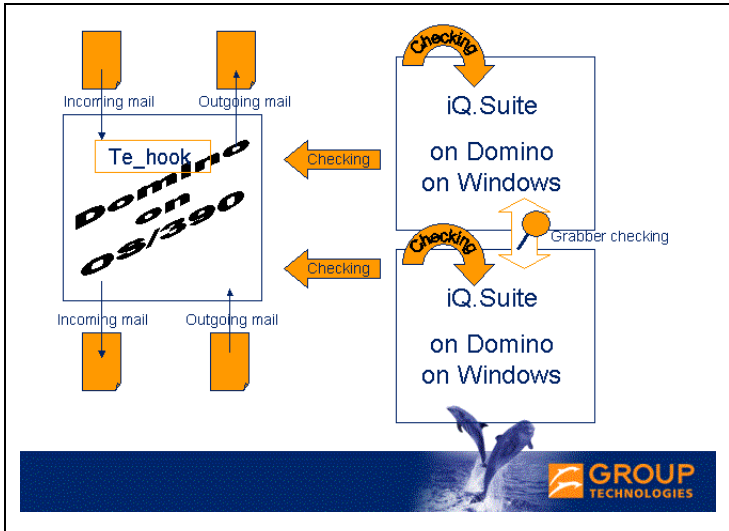 Incoming mail
Outgoing mail
Te_hook
Domino
on
OS/390
Incoming mail
Outgoing mail
Checking
Checking
Checking
iQ.Suite
on Domino
on Windows
Grabber checking
Checking
iQ.Suite
on Domino
on Windows
GROUP
TECHNOLOGIES